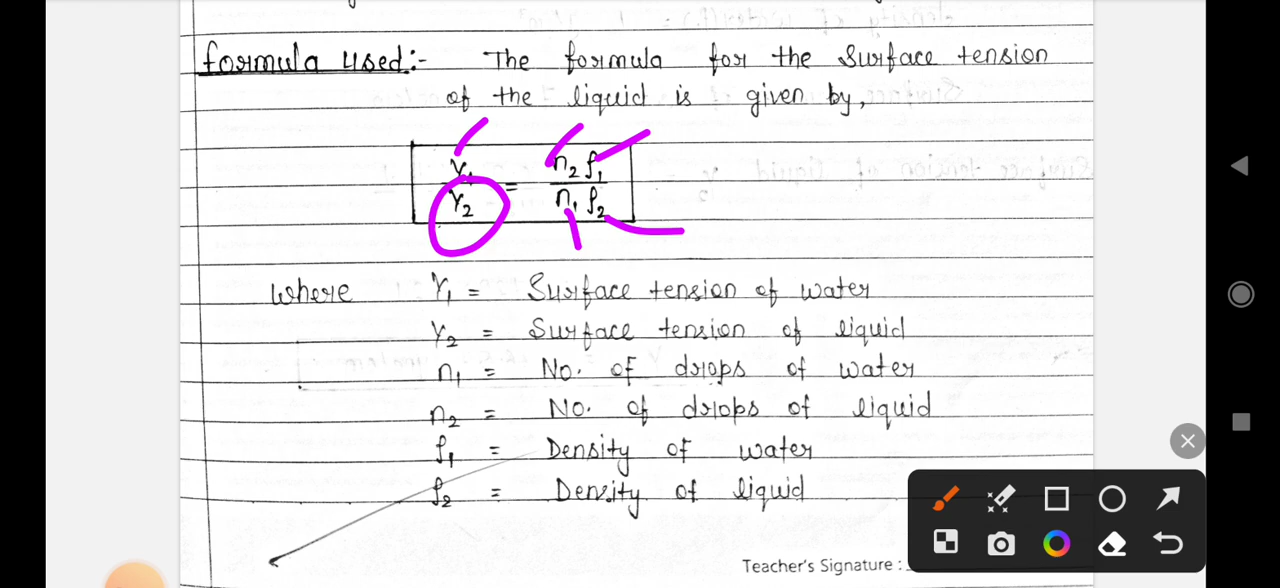 formula used:- The formula for the Surface tension
of the liquid is given by,
γ₁/γ₂ = n₂ρ₁/n₁ρ₂
where γ₁ = Surface tension of water
γ₂ = Surface tension of liquid
n₁ = No. of drops of water
n₂ = No. of drops of liquid
ρ₁ = Density of water
ρ₂ = Density of liquid
Teacher's Signature :